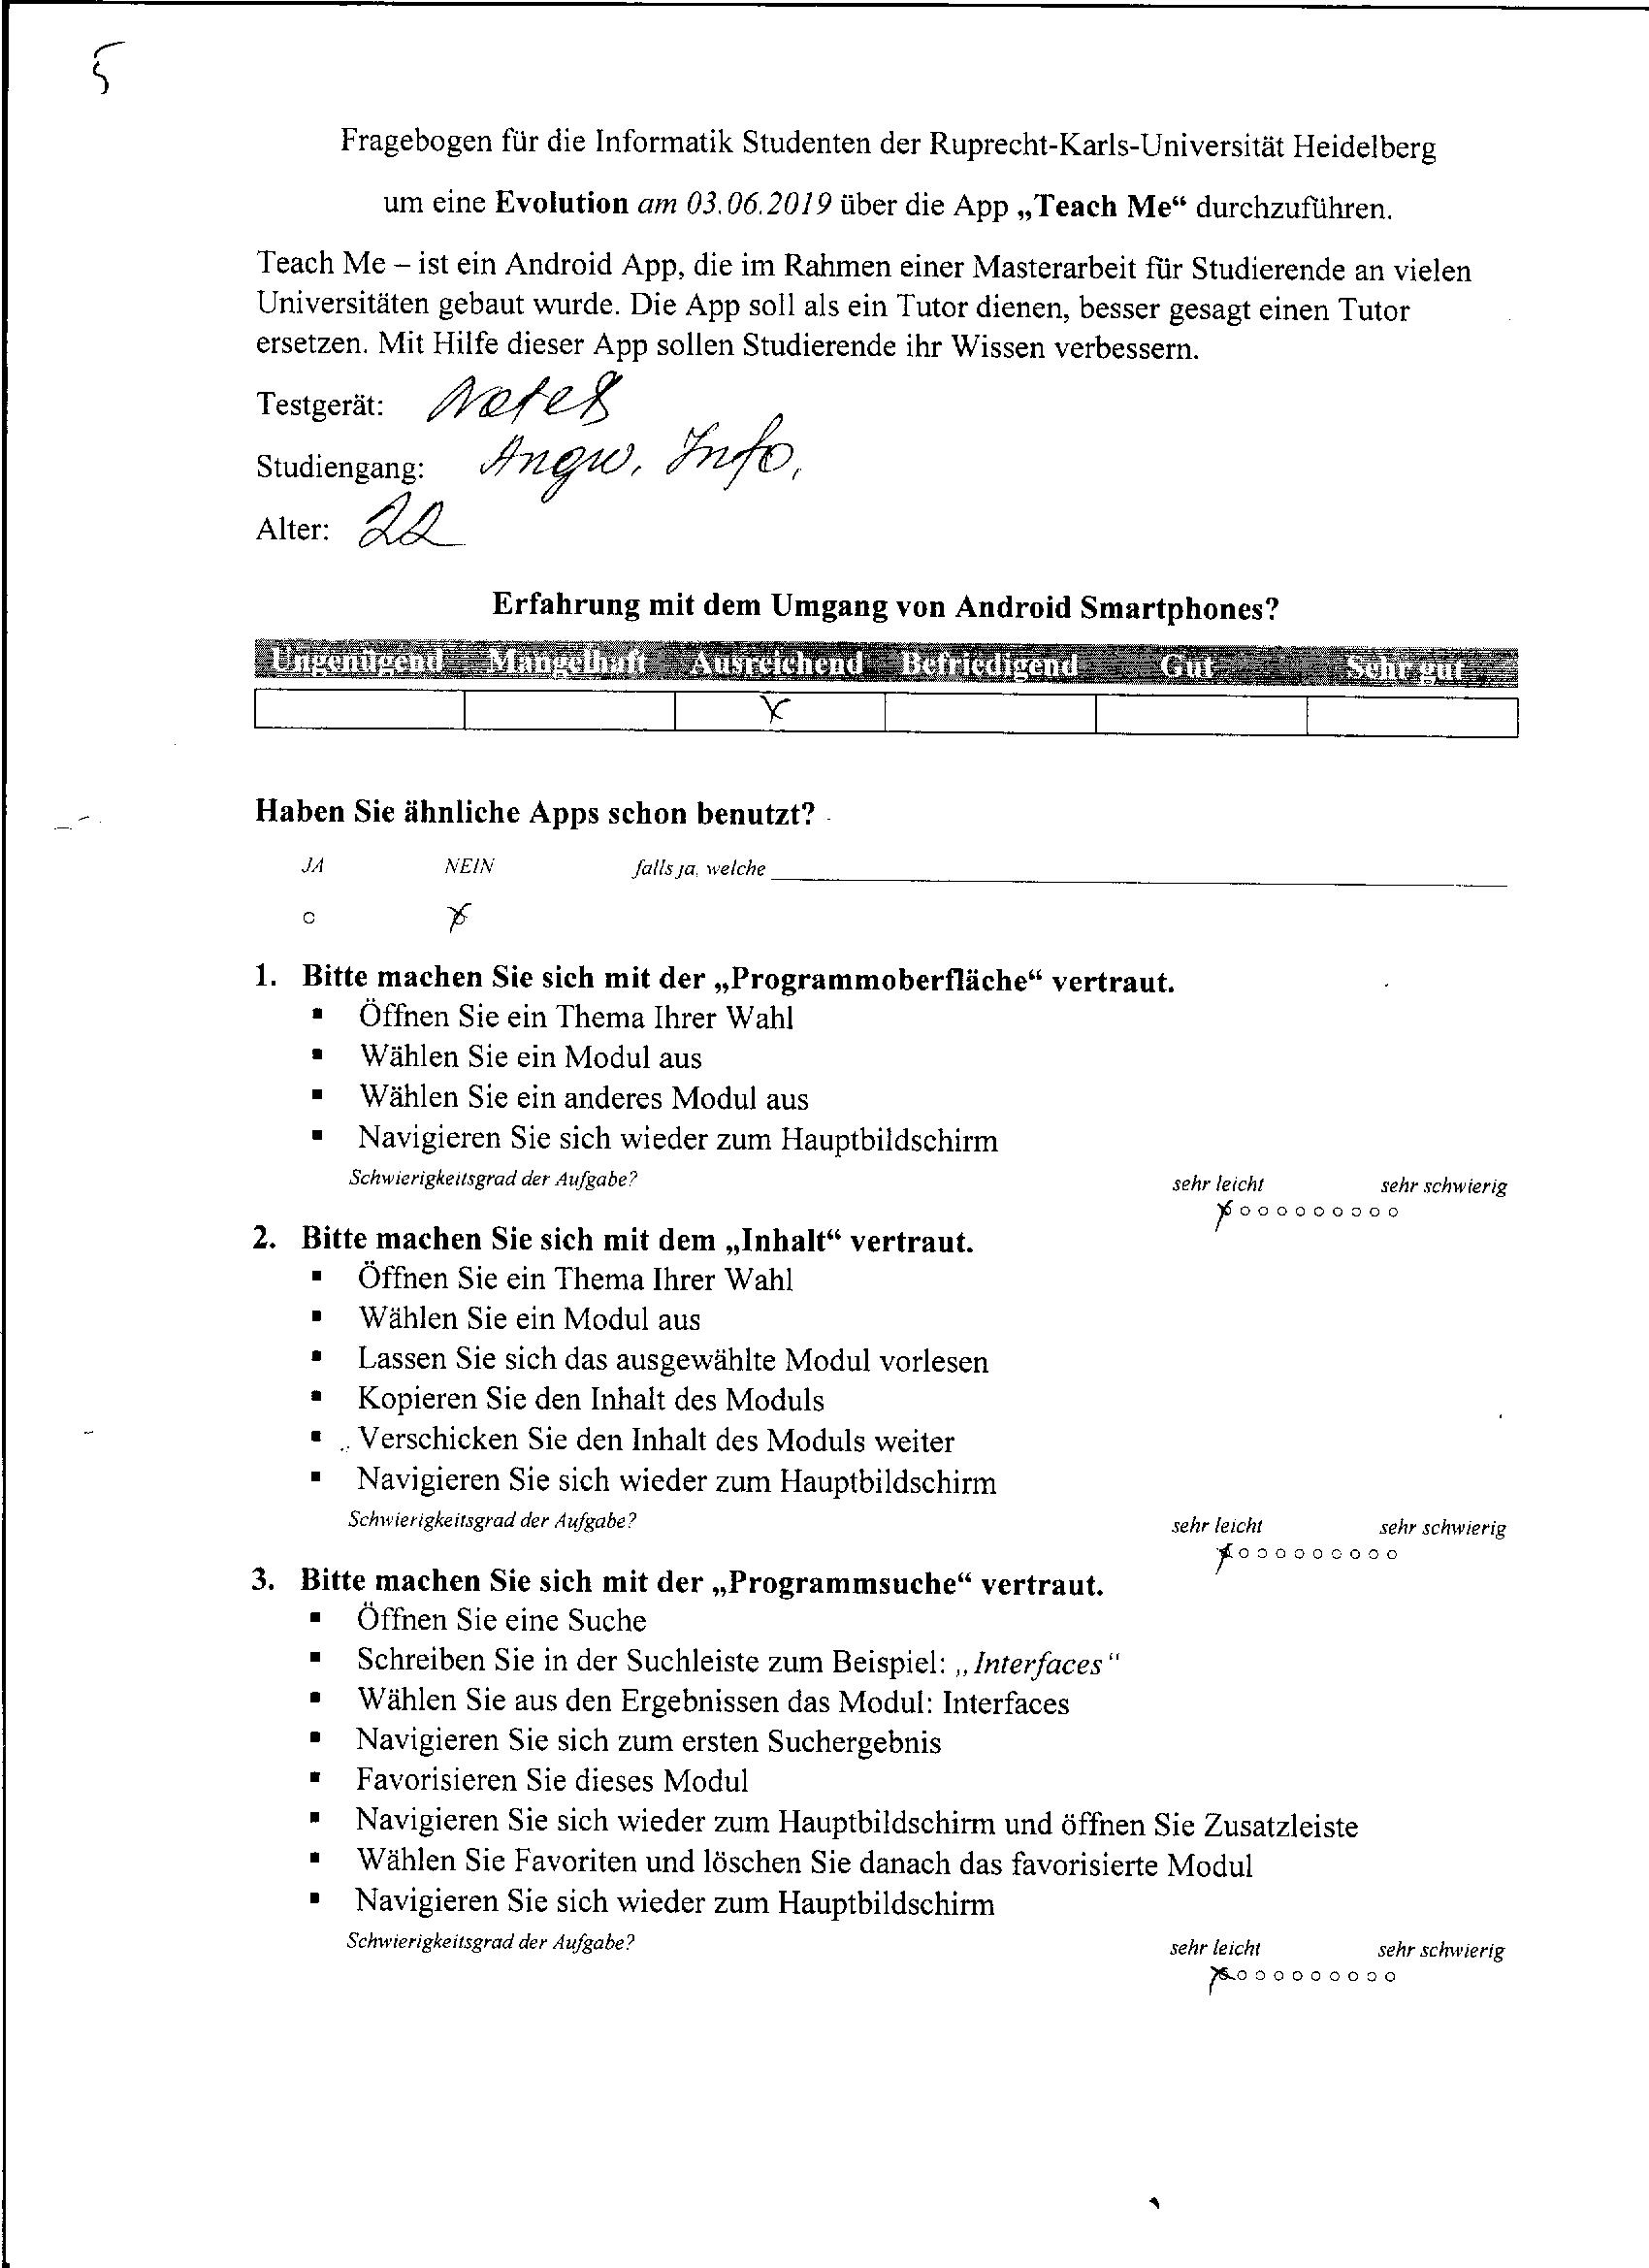 5
Fragebogen für die Informatik Studenten der Ruprecht-Karls-Universität Heidelberg
um eine Evolution am 03.06.2019 über die App „Teach Me“ durchzuführen.
Teach Me – ist ein Android App, die im Rahmen einer Masterarbeit für Studierende an vielen
Universitäten gebaut wurde. Die App soll als ein Tutor dienen, besser gesagt einen Tutor
ersetzen. Mit Hilfe dieser App sollen Studierende ihr Wissen verbessern.
Testgerät: Note8
Studiengang: Angw. Info.
Alter: 22
Erfahrung mit dem Umgang von Android Smartphones?
Ungenügend Mangelhaft Ausreichend Befriedigend Gut Sehr gut
x
Haben Sie ähnliche Apps schon benutzt?
JA NEIN falls ja, welche
o x
1. Bitte machen Sie sich mit der „Programmoberfläche“ vertraut.
▪ Öffnen Sie ein Thema Ihrer Wahl
▪ Wählen Sie ein Modul aus
▪ Wählen Sie ein anderes Modul aus
▪ Navigieren Sie sich wieder zum Hauptbildschirm
Schwierigkeitsgrad der Aufgabe? sehr leicht sehr schwierig
x o o o o o o o o o
2. Bitte machen Sie sich mit dem „Inhalt“ vertraut.
▪ Öffnen Sie ein Thema Ihrer Wahl
▪ Wählen Sie ein Modul aus
▪ Lassen Sie sich das ausgewählte Modul vorlesen
▪ Kopieren Sie den Inhalt des Moduls
▪ Verschicken Sie den Inhalt des Moduls weiter
▪ Navigieren Sie sich wieder zum Hauptbildschirm
Schwierigkeitsgrad der Aufgabe? sehr leicht sehr schwierig
x o o o o o o o o o
3. Bitte machen Sie sich mit der „Programmsuche“ vertraut.
▪ Öffnen Sie eine Suche
▪ Schreiben Sie in der Suchleiste zum Beispiel: „Interfaces“
▪ Wählen Sie aus den Ergebnissen das Modul: Interfaces
▪ Navigieren Sie sich zum ersten Suchergebnis
▪ Favorisieren Sie dieses Modul
▪ Navigieren Sie sich wieder zum Hauptbildschirm und öffnen Sie Zusatzleiste
▪ Wählen Sie Favoriten und löschen Sie danach das favorisierte Modul
▪ Navigieren Sie sich wieder zum Hauptbildschirm
Schwierigkeitsgrad der Aufgabe? sehr leicht sehr schwierig
x o o o o o o o o o